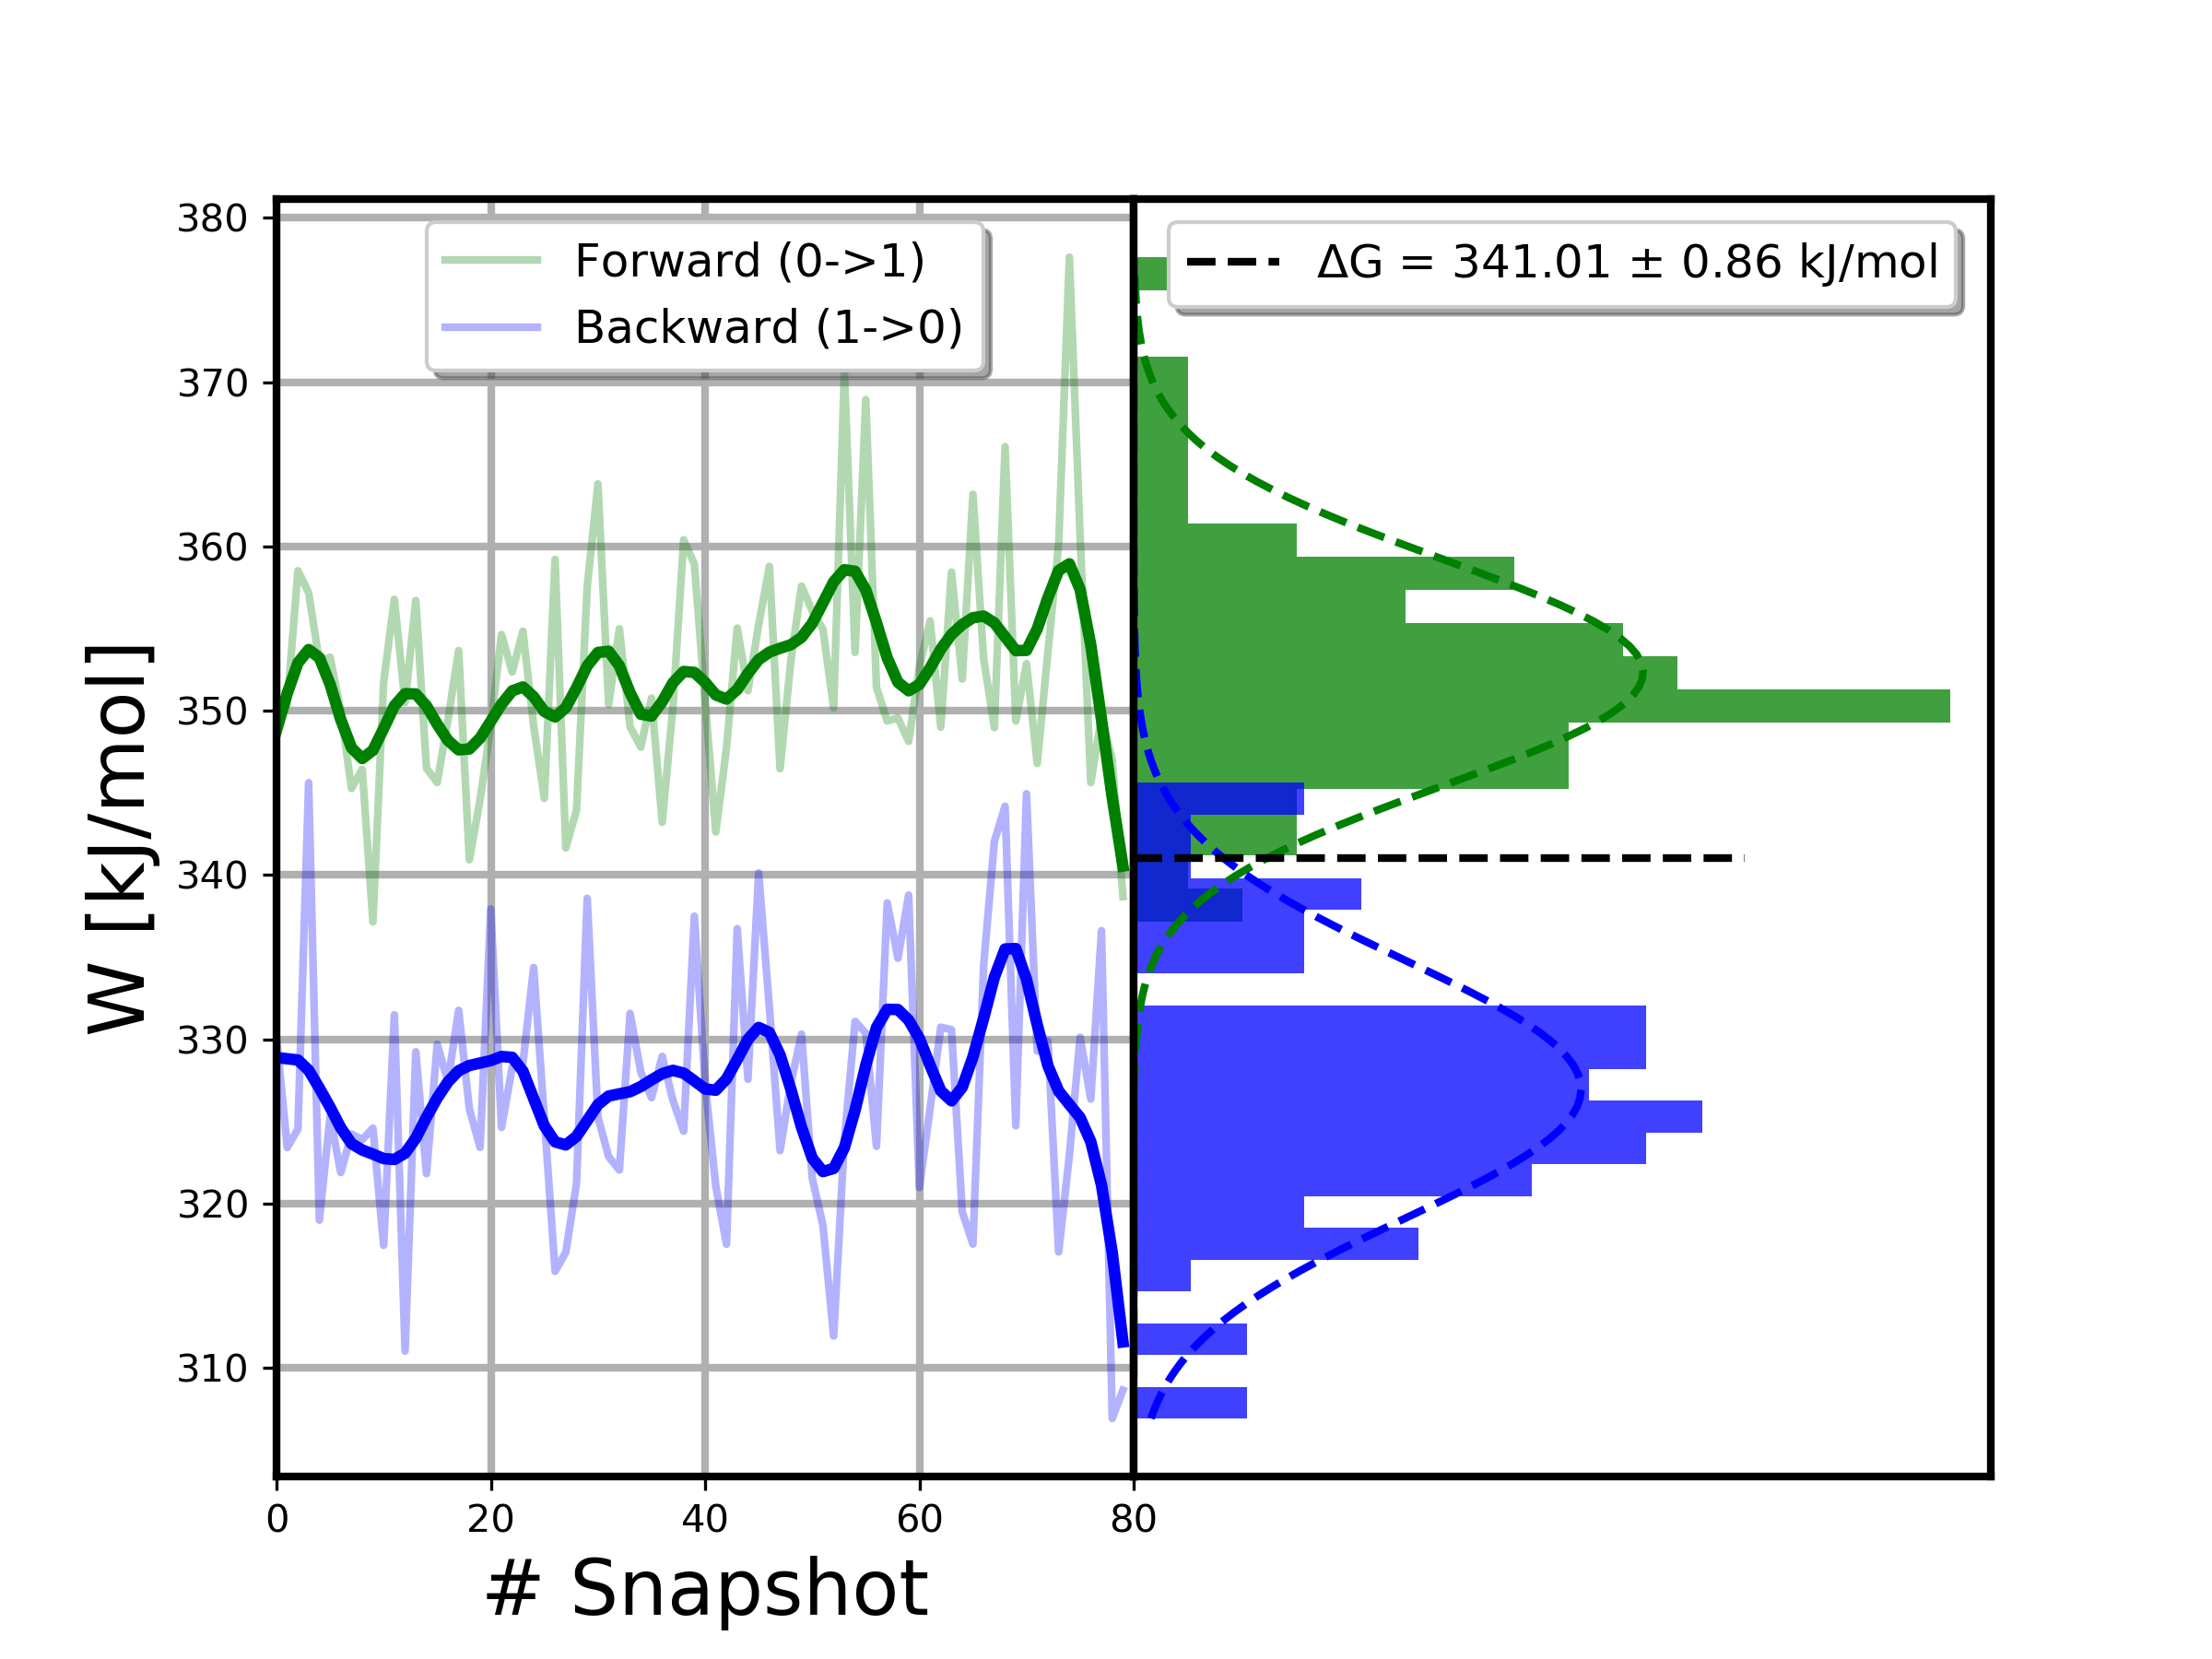 Forward (0->1)
Backward (1->0)
ΔG = 341.01 ± 0.86 kJ/mol
W [kJ/mol]
380
370
360
350
340
330
320
310
0 20 40 60 80
# Snapshot